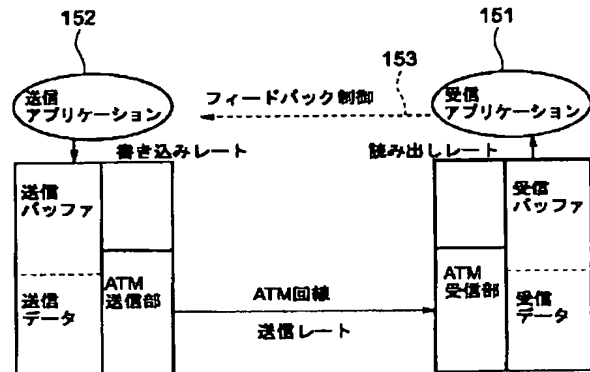 152
151
153
送信
アプリケーション
フィードバック制御
受信
アプリケーション
書き込みレート
読み出しレート
送信
バッファ
受信
バッファ
ATM
送信部
送信
データ
ATM回線
送信レート
ATM
受信部
受信
データ